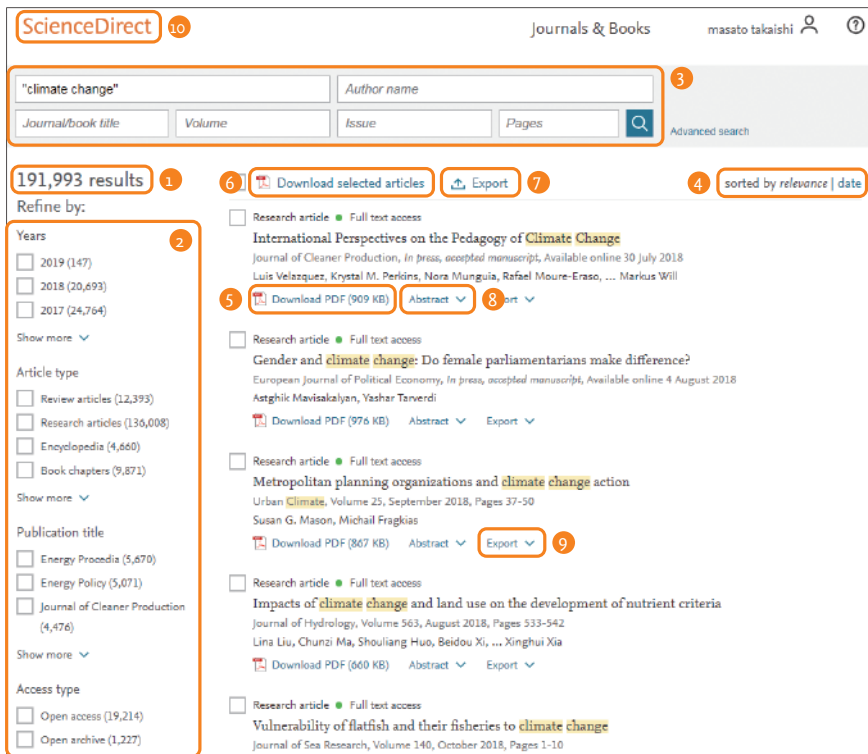 ScienceDirect 10
Journals & Books masato takaishi
"climate change" Author name 3
Journal/book title Volume Issue Pages
Advanced search
191,993 results 1
6 Download selected articles Export 7
4 sorted by relevance | date
Refine by:
2
Years
2019 (147)
2018 (20,693)
2017 (24,764)
Show more
Article type
Review articles (12,393)
Research articles (136,008)
Encyclopedia (4,660)
Book chapters (9,871)
Show more
Publication title
Energy Procedia (5,670)
Energy Policy (5,071)
Journal of Cleaner Production
(4,476)
Show more
Access type
Open access (19,214)
Open archive (1,227)
Research article Full text access
International Perspectives on the Pedagogy of Climate Change
Journal of Cleaner Production, In press, accepted manuscript, Available online 30 July 2018
Luis Velazquez, Krystal M. Perkins, Nora Munguia, Rafael Moure-Eraso, ... Markus Will
5 Download PDF (909 KB) Abstract 8
Research article Full text access
Gender and climate change: Do female parliamentarians make difference?
European Journal of Political Economy, In press, accepted manuscript, Available online 4 August 2018
Astghik Mavisakalyan, Yashar Tarverdi
Download PDF (976 KB) Abstract Export
Research article Full text access
Metropolitan planning organizations and climate change action
Urban Climate, Volume 25, September 2018, Pages 37-50
Susan G. Mason, Michail Fragkias
Download PDF (867 KB) Abstract Export 9
Research article Full text access
Impacts of climate change and land use on the development of nutrient criteria
Journal of Hydrology, Volume 563, August 2018, Pages 533-542
Lina Liu, Chunzi Ma, Shouliang Huo, Beidou Xi, ... Xinghui Xia
Download PDF (660 KB) Abstract Export
Research article Full text access
Vulnerability of flatfish and their fisheries to climate change
Journal of Sea Research, Volume 140, October 2018, Pages 1-10